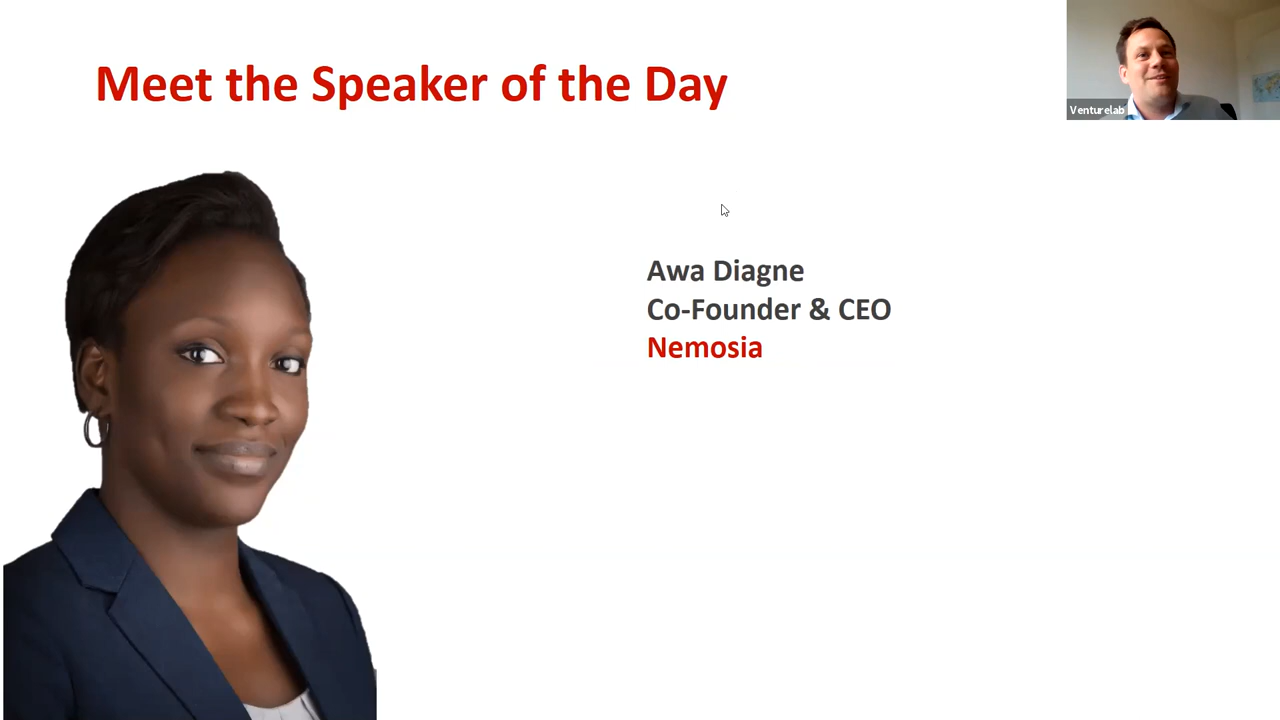 Meet the Speaker of the Day
Venturelab
Awa Diagne
Co-Founder & CEO
Nemosia